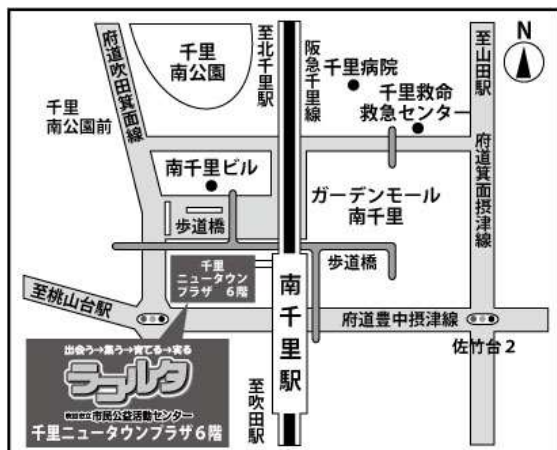 府道吹田箕面線
千里
南公園
至北千里駅
阪急千里線
千里病院
千里救命
救急センター
至山田駅
N
千里
南公園前
府道箕面摂津線
南千里ビル
ガーデンモール
南千里
歩道橋
歩道橋
千里
ニュータウン
プラザ 6階
至桃山台駅
南千里駅
府道豊中摂津線
佐竹台2
出会う→集う→育てる→実る
ラコルタ
吹田市立市民公益活動センター
千里ニュータウンプラザ6階
至吹田駅